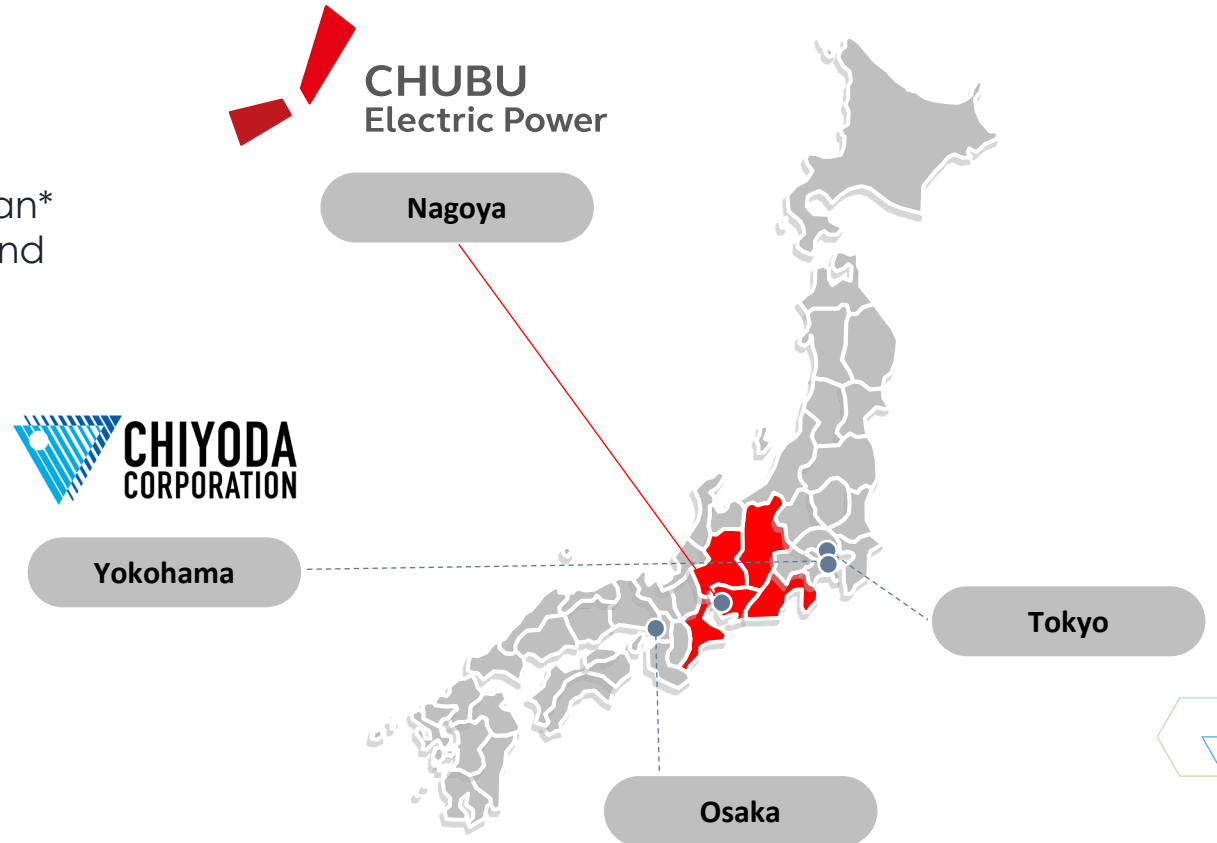 CHUBU
Electric Power
an*
nd
Nagoya
CHIYODA
CORPORATION
Yokohama
Tokyo
Osaka